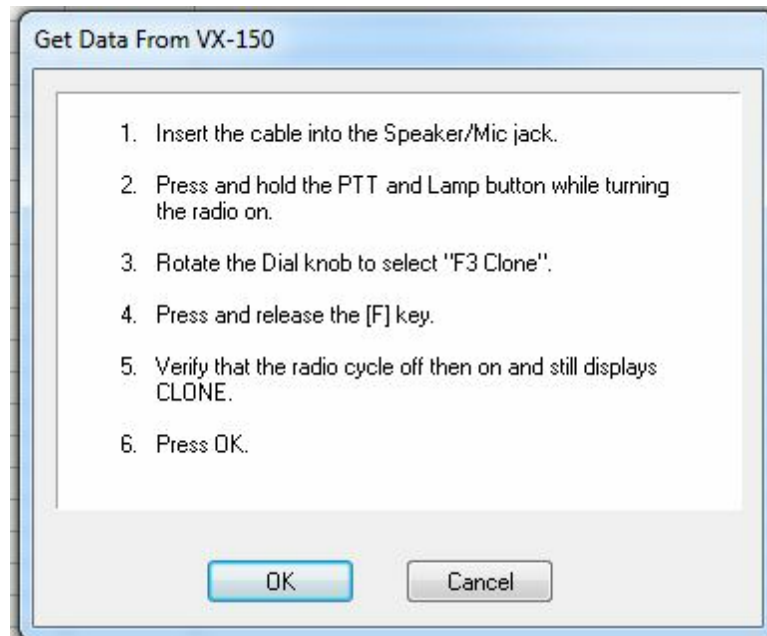 Get Data From VX-150
1. Insert the cable into the Speaker/Mic jack.
2. Press and hold the PTT and Lamp button while turning
the radio on.
3. Rotate the Dial knob to select "F3 Clone".
4. Press and release the [F] key.
5. Verify that the radio cycle off then on and still displays
CLONE.
6. Press OK.
OK Cancel